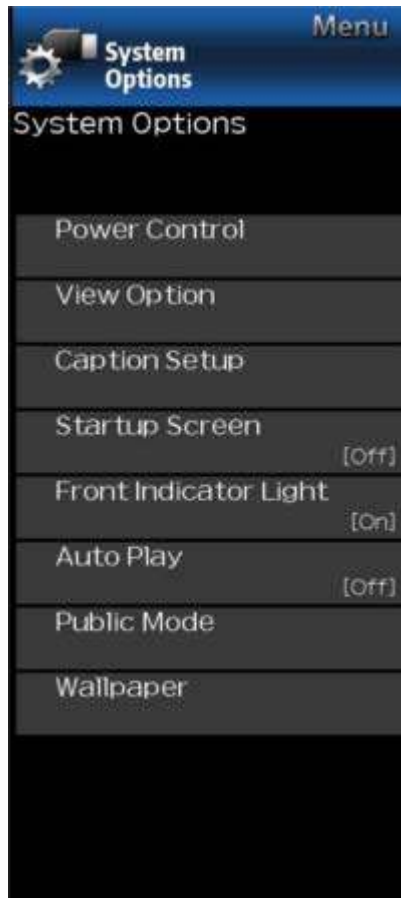 Menu
System
Options
System Options
Power Control
View Option
Caption Setup
Startup Screen
[Off]
Front Indicator Light
[On]
Auto Play
[Off]
Public Mode
Wallpaper